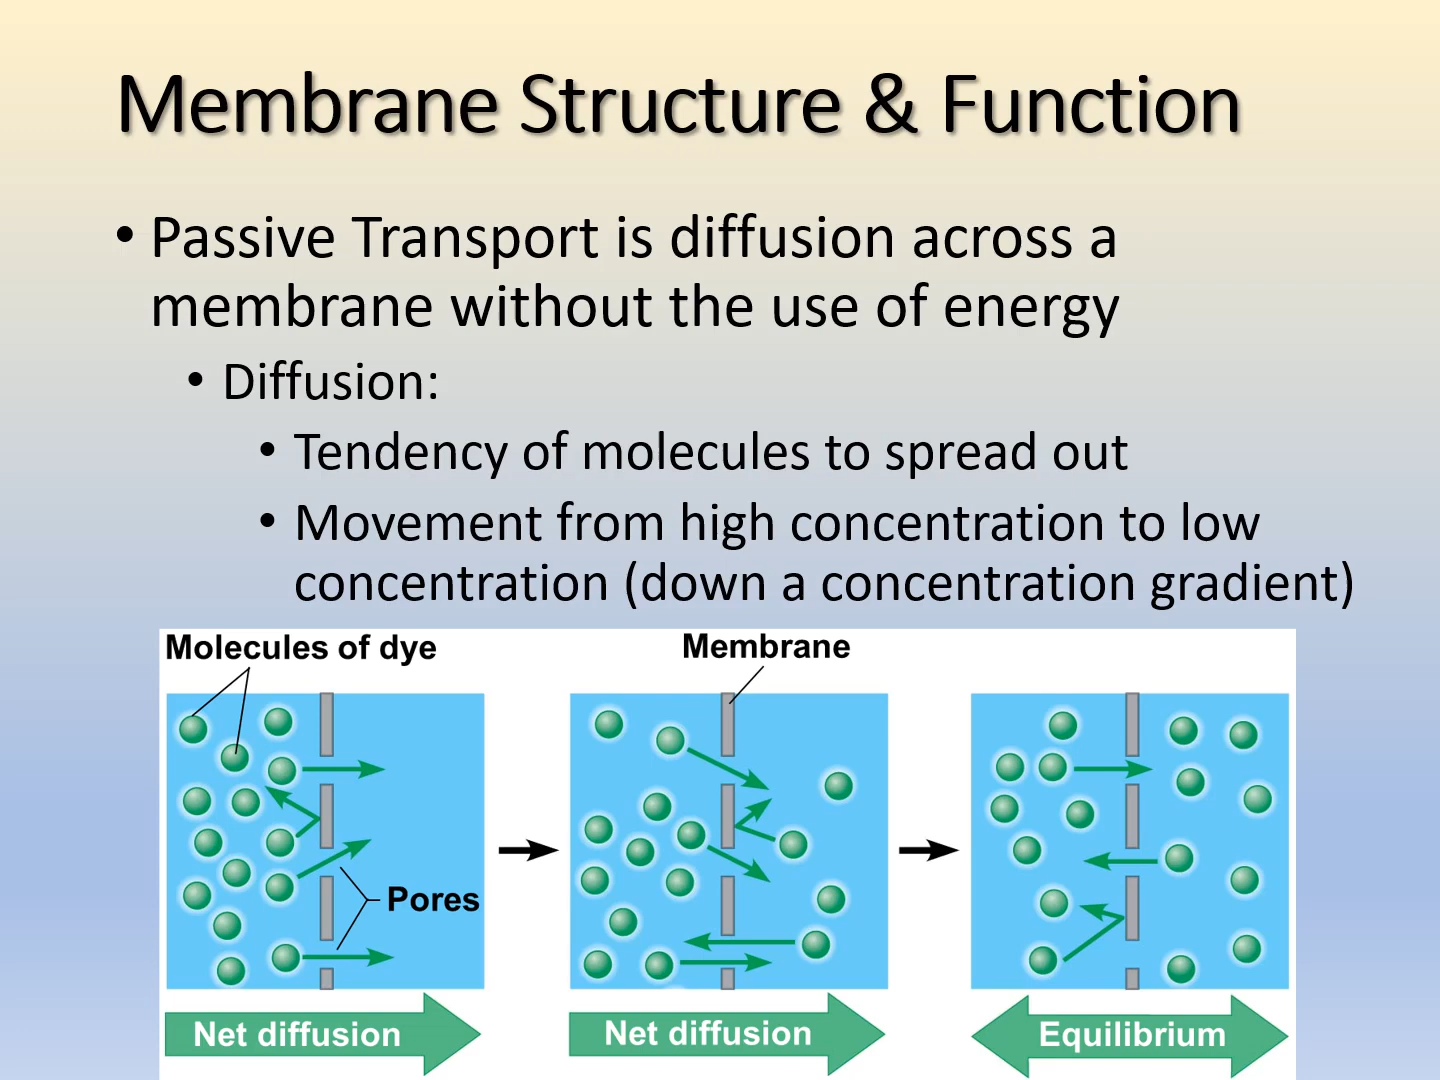 Membrane Structure & Function
• Passive Transport is diffusion across a
membrane without the use of energy
• Diffusion:
• Tendency of molecules to spread out
• Movement from high concentration to low
concentration (down a concentration gradient)
Molecules of dye
Membrane
Pores
Net diffusion
Net diffusion
Equilibrium